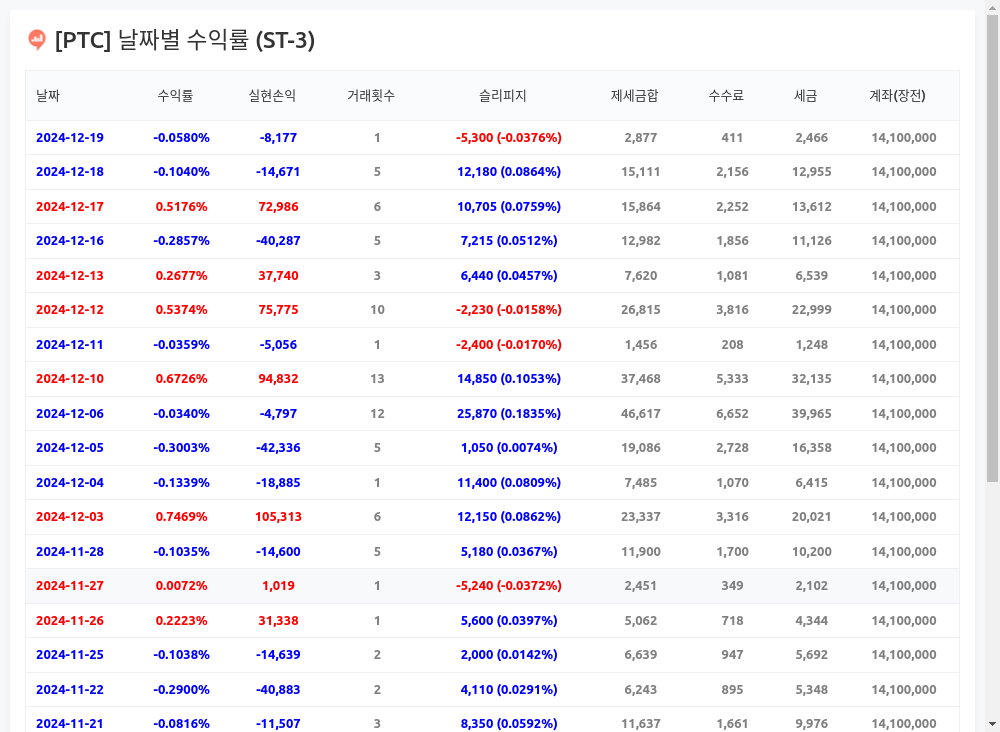 [PTC] 날짜별 수익률 (ST-3)
날짜 수익률 실현손익 거래횟수 슬리피지 제세금합 수수료 세금 계좌(장전)
2024-12-19 -0.0580% -8,177 1 -5,300 (-0.0376%) 2,877 411 2,466 14,100,000
2024-12-18 -0.1040% -14,671 5 12,180 (0.0864%) 15,111 2,156 12,955 14,100,000
2024-12-17 0.5176% 72,986 6 10,705 (0.0759%) 15,864 2,252 13,612 14,100,000
2024-12-16 -0.2857% -40,287 5 7,215 (0.0512%) 12,982 1,856 11,126 14,100,000
2024-12-13 0.2677% 37,740 3 6,440 (0.0457%) 7,620 1,081 6,539 14,100,000
2024-12-12 0.5374% 75,775 10 -2,230 (-0.0158%) 26,815 3,816 22,999 14,100,000
2024-12-11 -0.0359% -5,056 1 -2,400 (-0.0170%) 1,456 208 1,248 14,100,000
2024-12-10 0.6726% 94,832 13 14,850 (0.1053%) 37,468 5,333 32,135 14,100,000
2024-12-06 -0.0340% -4,797 12 25,870 (0.1835%) 46,617 6,652 39,965 14,100,000
2024-12-05 -0.3003% -42,336 5 1,050 (0.0074%) 19,086 2,728 16,358 14,100,000
2024-12-04 -0.1339% -18,885 1 11,400 (0.0809%) 7,485 1,070 6,415 14,100,000
2024-12-03 0.7469% 105,313 6 12,150 (0.0862%) 23,337 3,316 20,021 14,100,000
2024-11-28 -0.1035% -14,600 5 5,180 (0.0367%) 11,900 1,700 10,200 14,100,000
2024-11-27 0.0072% 1,019 1 -5,240 (-0.0372%) 2,451 349 2,102 14,100,000
2024-11-26 0.2223% 31,338 1 5,600 (0.0397%) 5,062 718 4,344 14,100,000
2024-11-25 -0.1038% -14,639 2 2,000 (0.0142%) 6,639 947 5,692 14,100,000
2024-11-22 -0.2900% -40,883 2 4,110 (0.0291%) 6,243 895 5,348 14,100,000
2024-11-21 -0.0816% -11,507 3 8,350 (0.0592%) 11,637 1,661 9,976 14,100,000